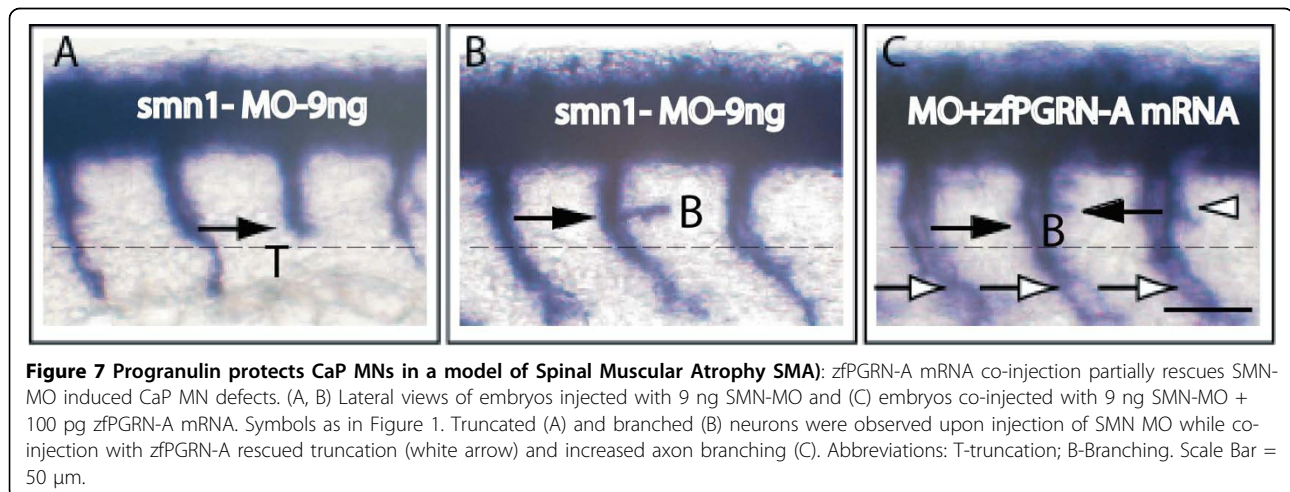 A
B
C
smn1- MO-9ng
smn1- MO-9ng
MO+zfPGRN-A mRNA
T
B
B
Figure 7 Progranulin protects CaP MNs in a model of Spinal Muscular Atrophy SMA): zfPGRN-A mRNA co-injection partially rescues SMN-
MO induced CaP MN defects. (A, B) Lateral views of embryos injected with 9 ng SMN-MO and (C) embryos co-injected with 9 ng SMN-MO +
100 pg zfPGRN-A mRNA. Symbols as in Figure 1. Truncated (A) and branched (B) neurons were observed upon injection of SMN MO while co-
injection with zfPGRN-A rescued truncation (white arrow) and increased axon branching (C). Abbreviations: T-truncation; B-Branching. Scale Bar =
50 μm.